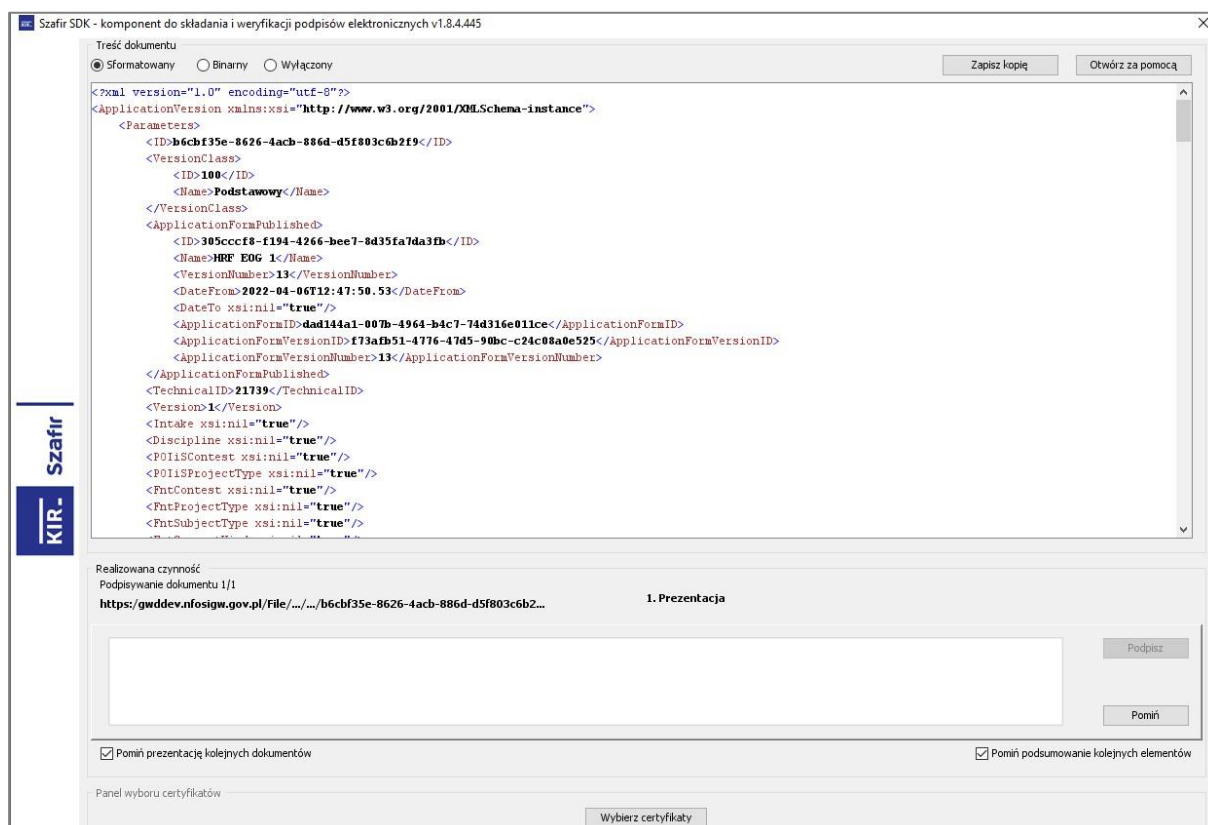 Szafir SDK - komponent do składania i weryfikacji podpisów elektronicznych v1.8.4.445
Treść dokumentu
Sformatowany Binarny Wyłączony Zapisz kopię Otwórz za pomocą
<?xml version="1.0" encoding="utf-8"?>
<ApplicationVersion xmlns:xsi="http://www.w3.org/2001/XMLSchema-instance">
<Parameters>
<ID>b6cbf35e-8626-4acb-886d-d5f803c6b2f9</ID>
<VersionClass>
<ID>100</ID>
<Name>Podstawowy</Name>
</VersionClass>
<ApplicationFormPublished>
<ID>305cccf8-f194-4266-bee7-8d35fa7da3fb</ID>
<Name>HRF EOG 1</Name>
<VersionNumber>13</VersionNumber>
<DateFrom>2022-04-06T12:47:50.53</DateFrom>
<DateTo xsi:nil="true"/>
<ApplicationFormID>dad144a1-007b-4964-b4c7-74d316e011ce</ApplicationFormID>
<ApplicationFormVersionID>f73afb51-4776-47d5-90bc-c24c08a0e525</ApplicationFormVersionID>
<ApplicationFormVersionNumber>13</ApplicationFormVersionNumber>
</ApplicationFormPublished>
<TechnicalID>21739</TechnicalID>
<Version>1</Version>
<Intake xsi:nil="true"/>
<Discipline xsi:nil="true"/>
<POIiSContest xsi:nil="true"/>
<POIiSProjectType xsi:nil="true"/>
<FntContest xsi:nil="true"/>
<FntProjectType xsi:nil="true"/>
<FntSubjectType xsi:nil="true"/>
KIR. Szafir
Realizowana czynność
Podpisywanie dokumentu 1/1
https:/gwddev.nfosigw.gov.pl/File/.../.../b6cbf35e-8626-4acb-886d-d5f803c6b2... 1. Prezentacja
Podpisz
Pomiń
Pomiń prezentację kolejnych dokumentów Pomiń podsumowanie kolejnych elementów
Panel wyboru certyfikatów
Wybierz certyfikaty